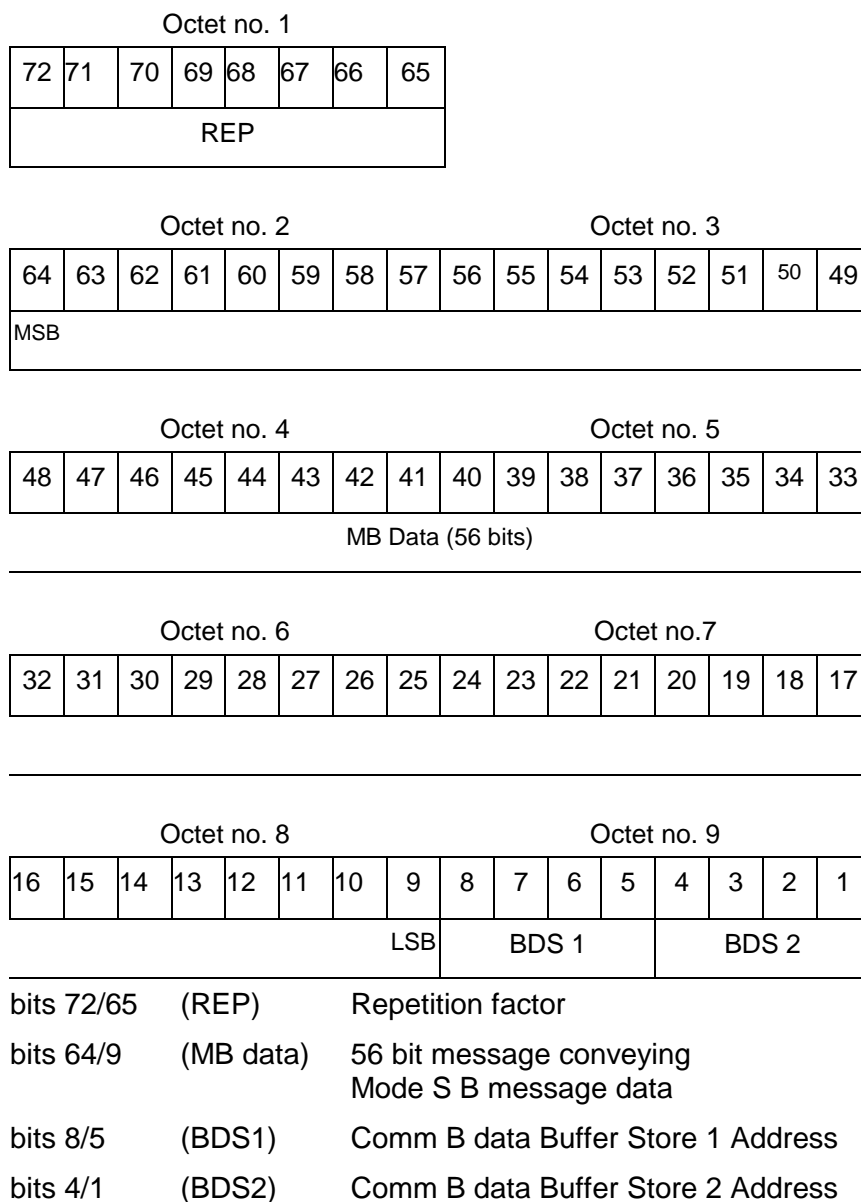 Octet no. 1
72 71 70 69 68 67 66 65
REP
Octet no. 2 Octet no. 3
64 63 62 61 60 59 58 57 56 55 54 53 52 51 50 49
MSB
Octet no. 4 Octet no. 5
48 47 46 45 44 43 42 41 40 39 38 37 36 35 34 33
MB Data (56 bits)
Octet no. 6 Octet no.7
32 31 30 29 28 27 26 25 24 23 22 21 20 19 18 17
Octet no. 8 Octet no. 9
16 15 14 13 12 11 10 9 8 7 6 5 4 3 2 1
LSB BDS 1 BDS 2
bits 72/65 (REP) Repetition factor
bits 64/9 (MB data) 56 bit message conveying
Mode S B message data
bits 8/5 (BDS1) Comm B data Buffer Store 1 Address
bits 4/1 (BDS2) Comm B data Buffer Store 2 Address